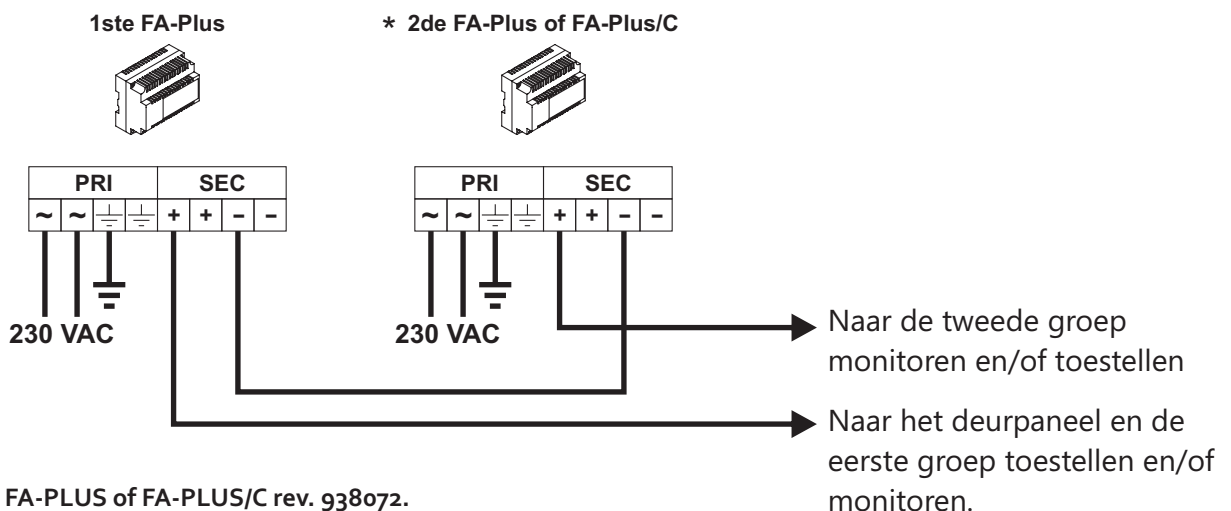 1ste FA-Plus
* 2de FA-Plus of FA-Plus/C
PRI SEC
~ ~ ⏚ ⏚ + + – –
230 VAC
PRI SEC
~ ~ ⏚ ⏚ + + – –
230 VAC
Naar de tweede groep
monitoren en/of toestellen
Naar het deurpaneel en de
eerste groep toestellen en/of
monitoren.
FA-PLUS of FA-PLUS/C rev. 938072.